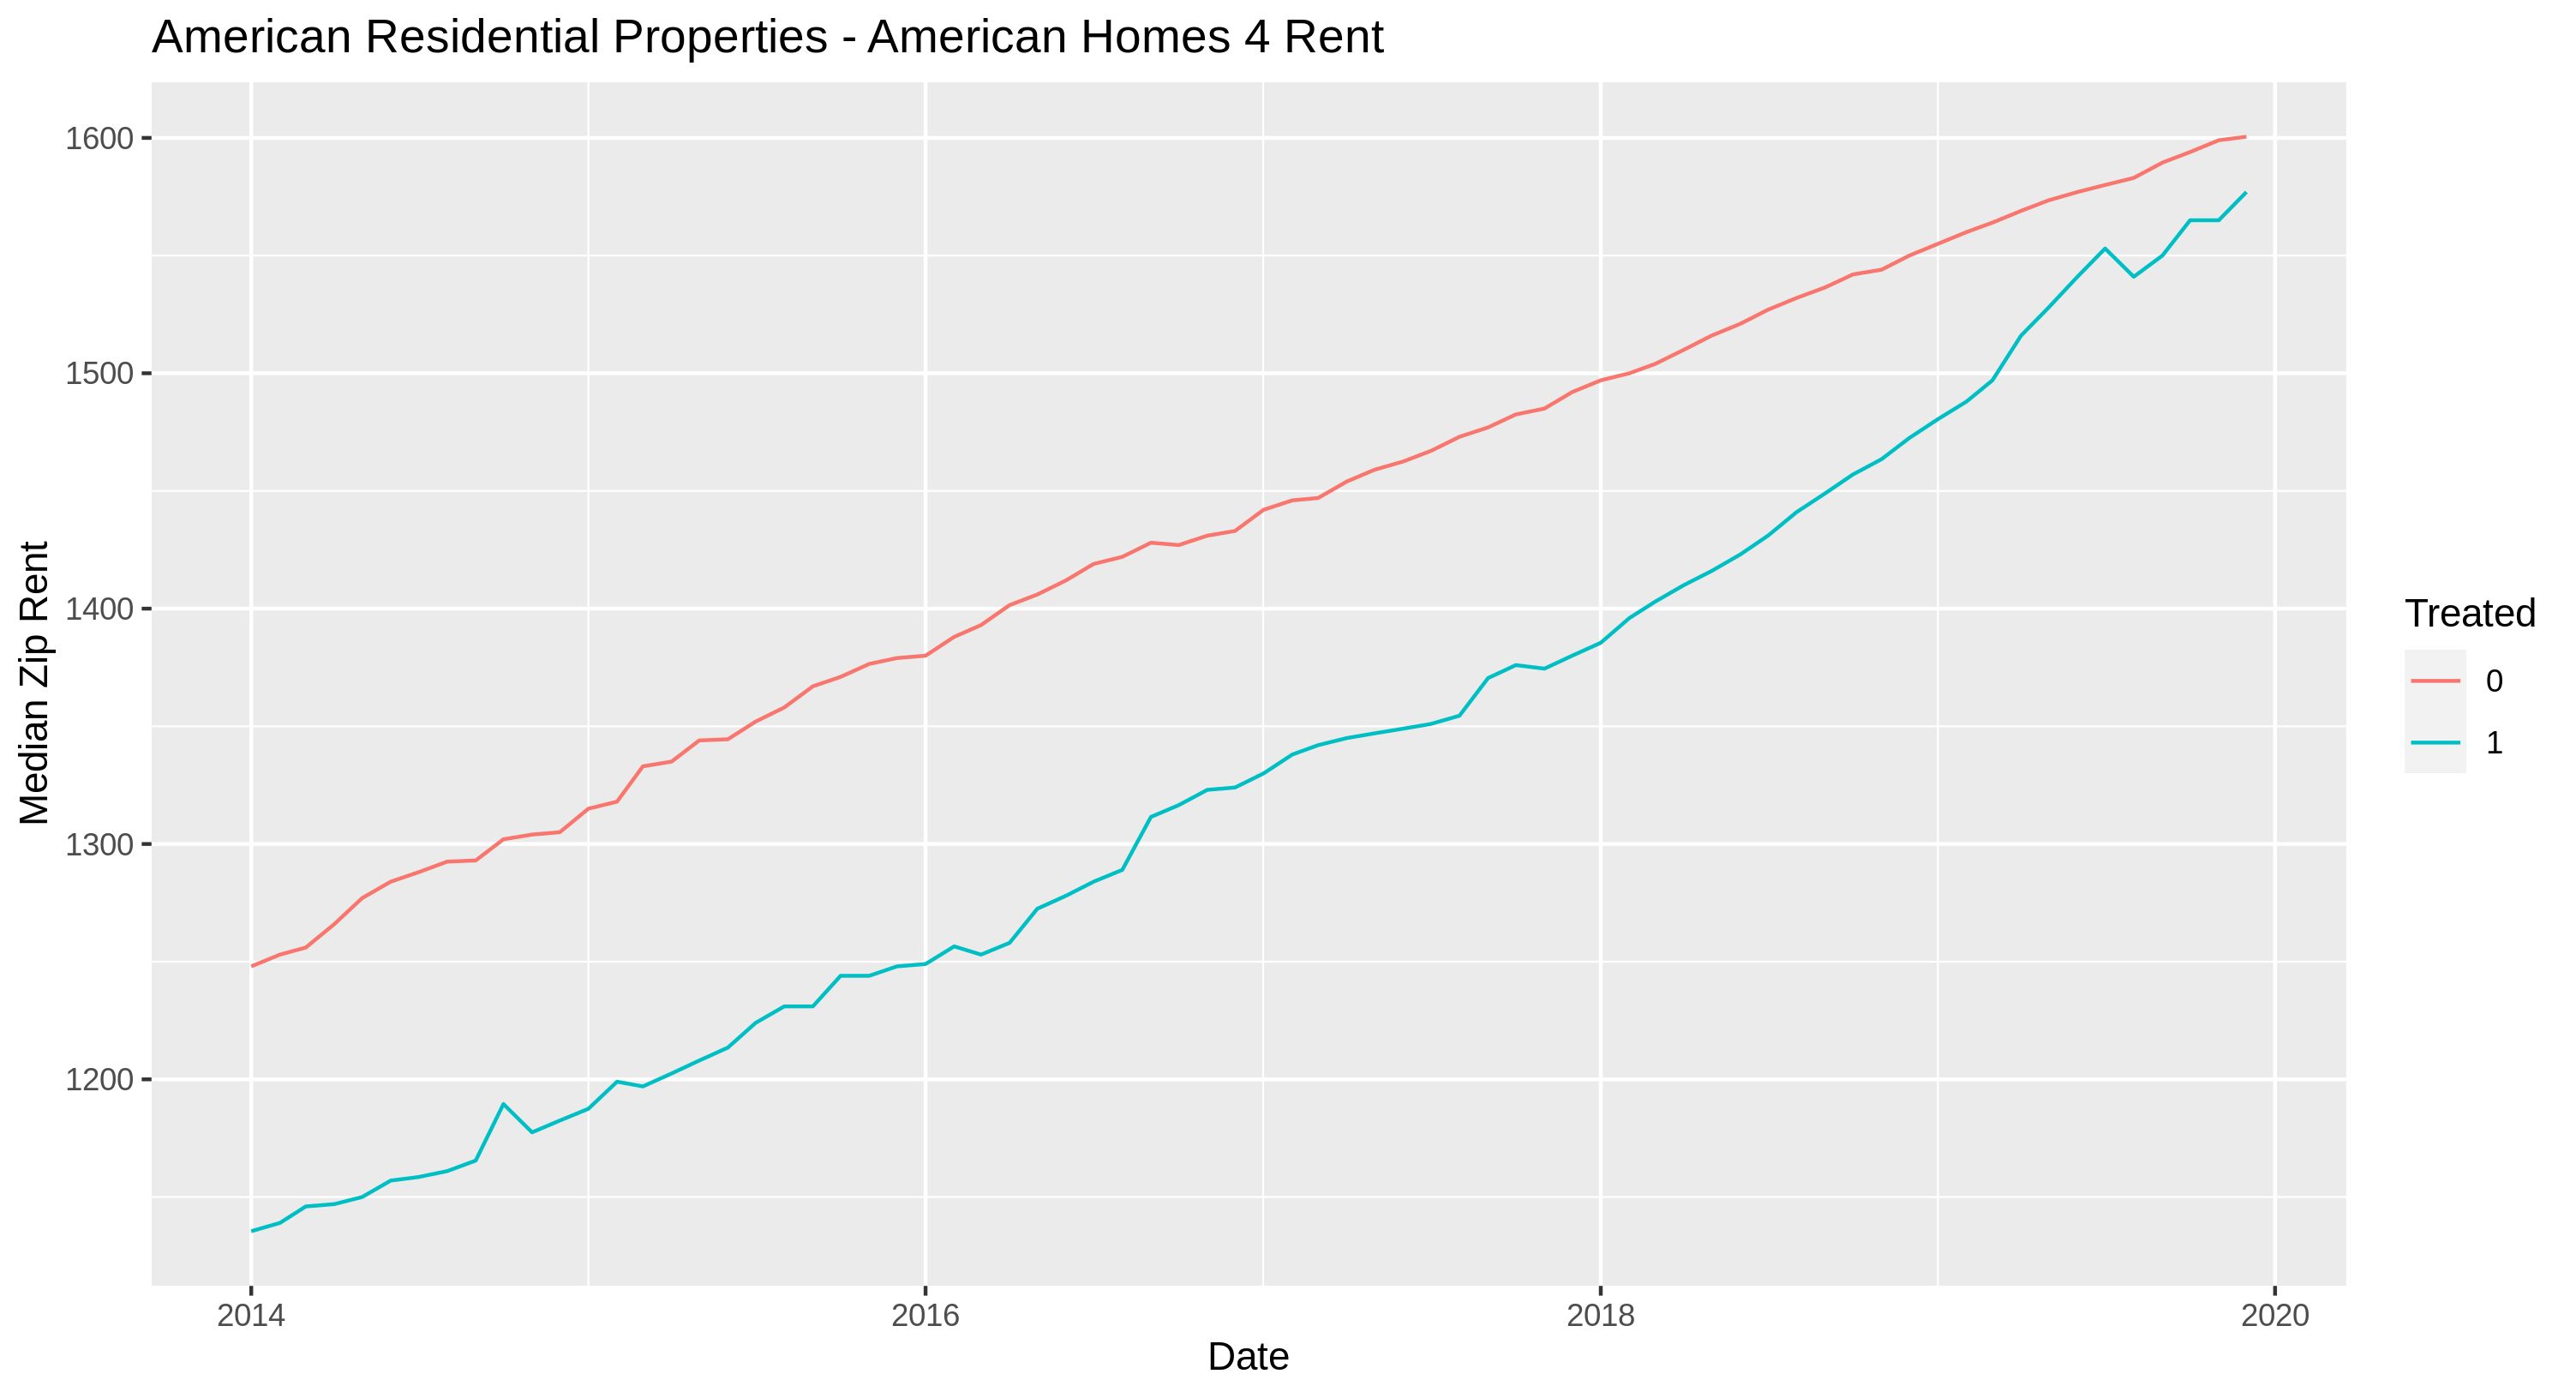 American Residential Properties - American Homes 4 Rent
Median Zip Rent
1600
1500
1400
1300
1200
2014
2016
2018
2020
Date
Treated
0
1